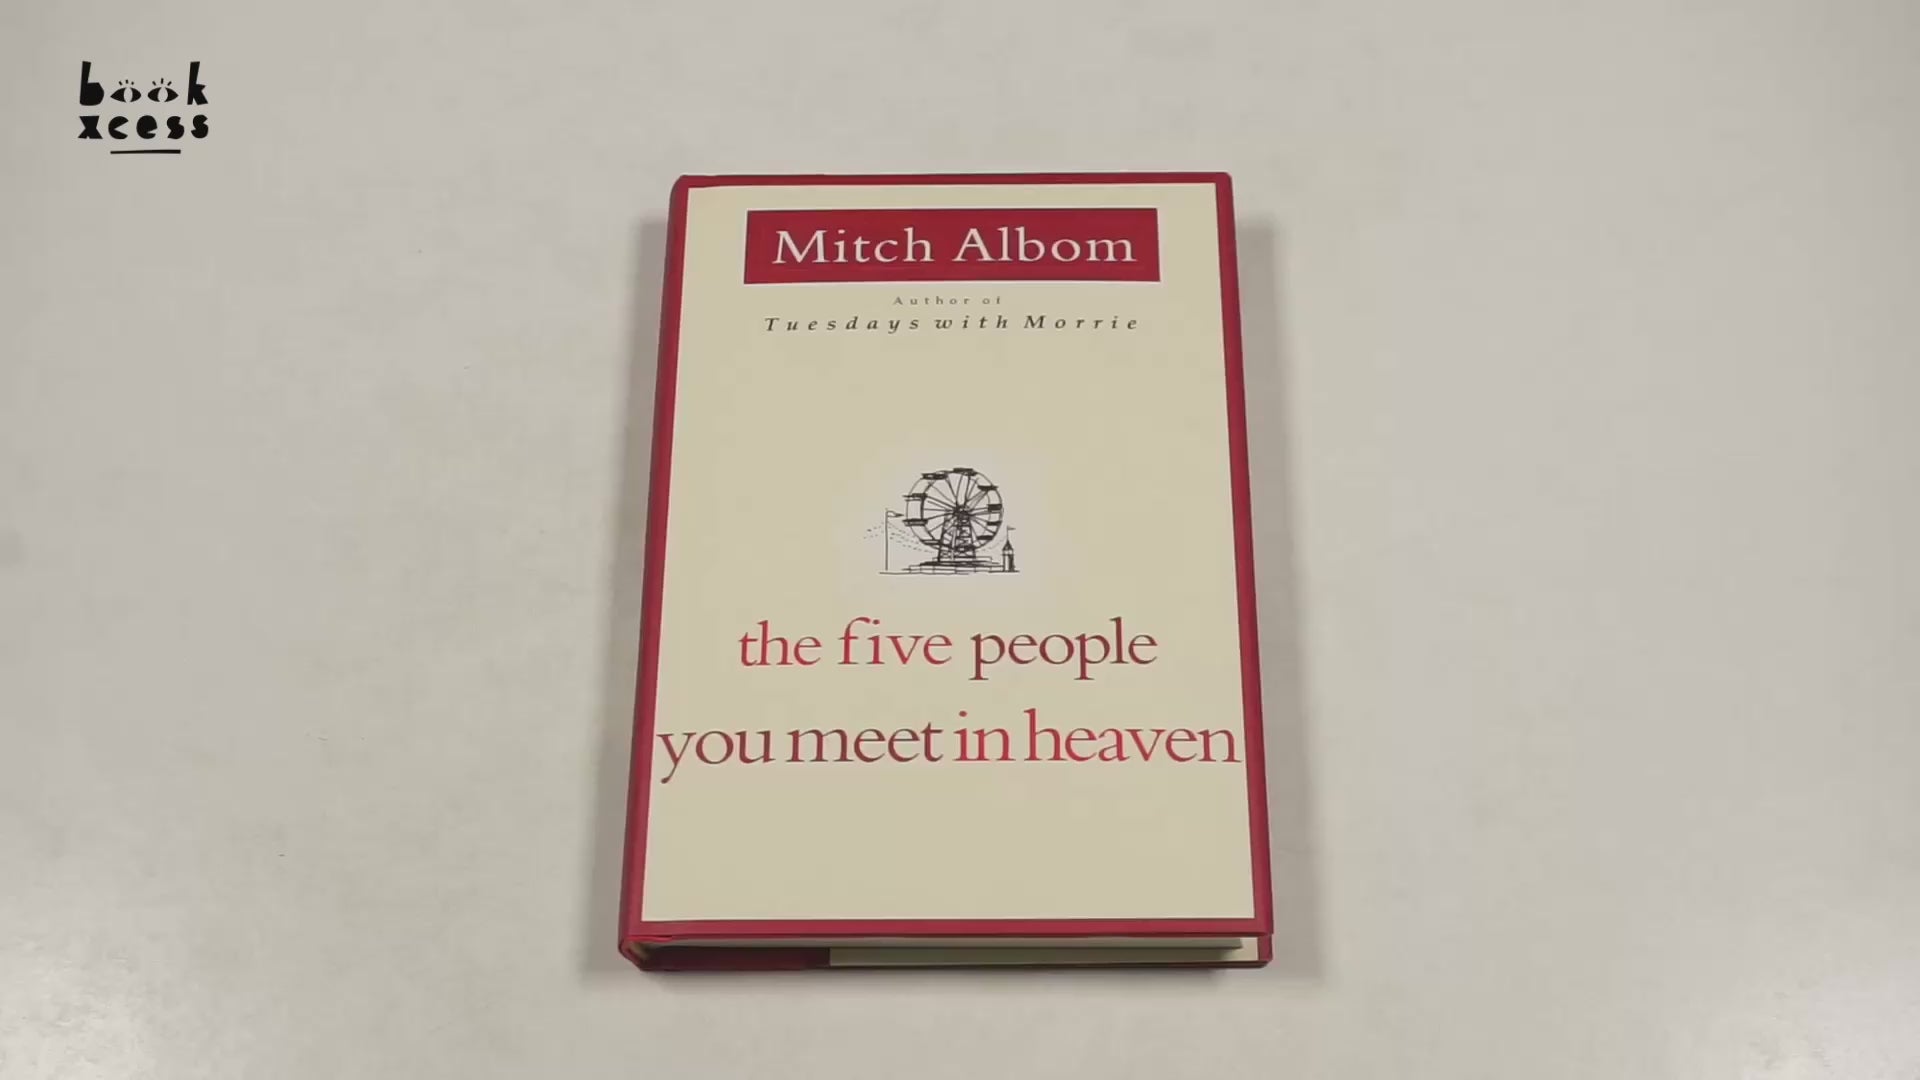 book
xcess
Mitch Albom
Author of
Tuesdays with Morrie
the five people
you meet in heaven